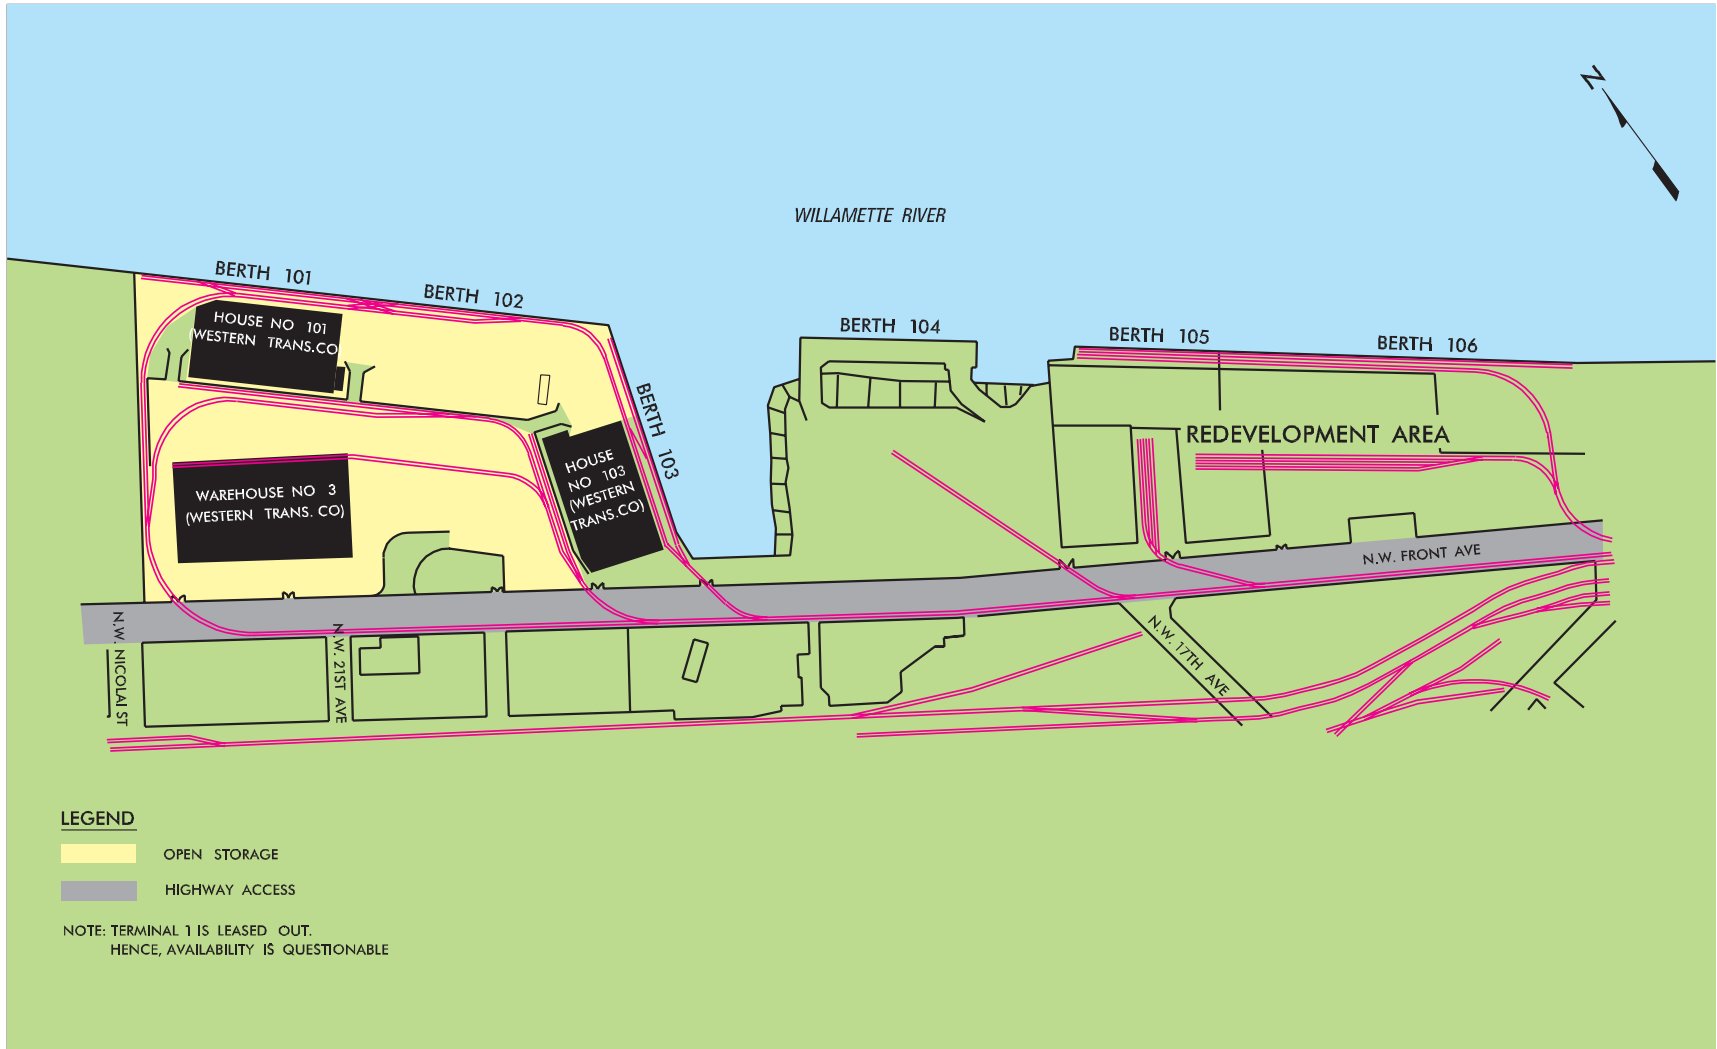 N
WILLAMETTE RIVER
BERTH 101
BERTH 102
BERTH 103
BERTH 104
BERTH 105
BERTH 106
HOUSE NO 101
(WESTERN TRANS.CO
HOUSE
NO 103
(WESTERN
TRANS.CO)
WAREHOUSE NO 3
(WESTERN TRANS. CO)
REDEVELOPMENT AREA
N.W. FRONT AVE
N.W. NICOLAI ST
N.W. 21ST AVE
N.W. 17TH AVE
LEGEND
OPEN STORAGE
HIGHWAY ACCESS
NOTE: TERMINAL 1 IS LEASED OUT.
HENCE, AVAILABILITY IS QUESTIONABLE